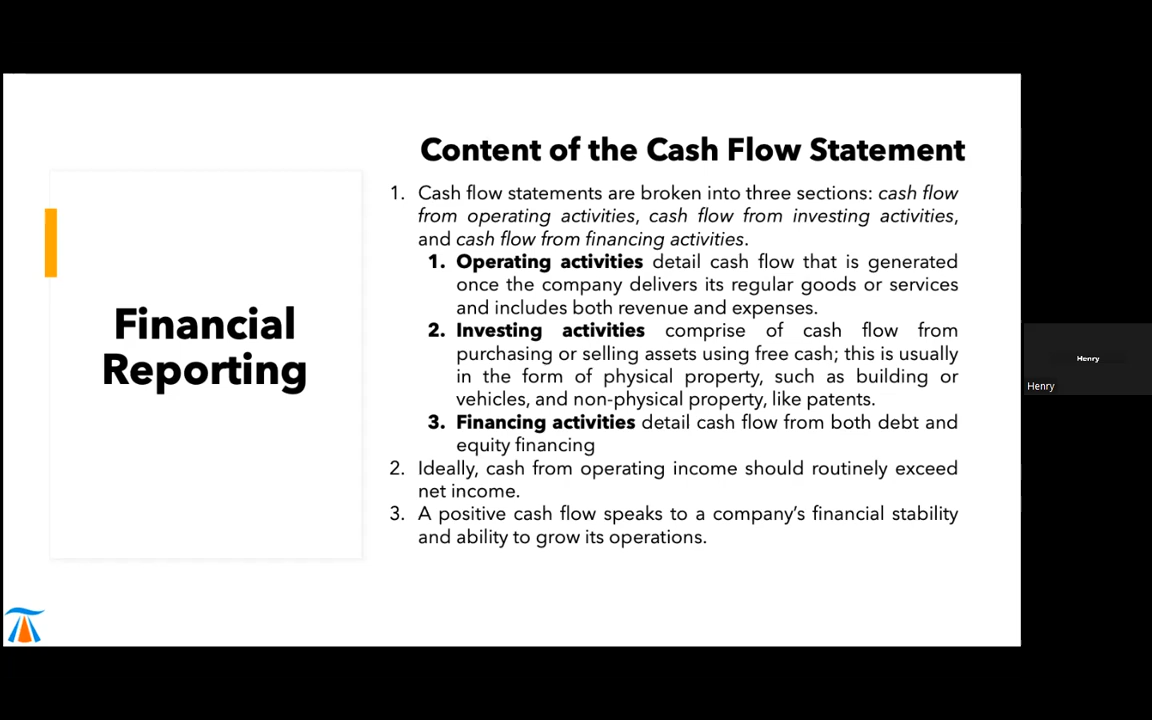 Content of the Cash Flow Statement
Financial
Reporting
1. Cash flow statements are broken into three sections: cash flow
from operating activities, cash flow from investing activities,
and cash flow from financing activities.
1. Operating activities detail cash flow that is generated
once the company delivers its regular goods or services
and includes both revenue and expenses.
2. Investing activities comprise of cash flow from
purchasing or selling assets using free cash; this is usually
in the form of physical property, such as building or
vehicles, and non-physical property, like patents.
3. Financing activities detail cash flow from both debt and
equity financing
2. Ideally, cash from operating income should routinely exceed
net income.
3. A positive cash flow speaks to a company’s financial stability
and ability to grow its operations.
Henry
Henry